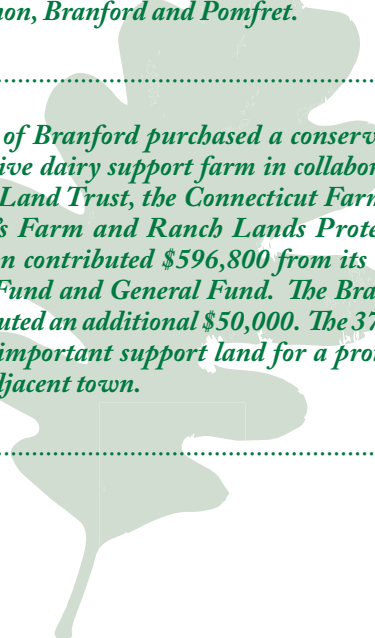 non, Branford and Pomfret.
of Branford purchased a conserv
ive dairy support farm in collabor
Land Trust, the Connecticut Farm
's Farm and Ranch Lands Prote
n contributed $596,800 from its
Fund and General Fund. The Bra
uted an additional $50,000. The 37
important support land for a pro
djacent town.